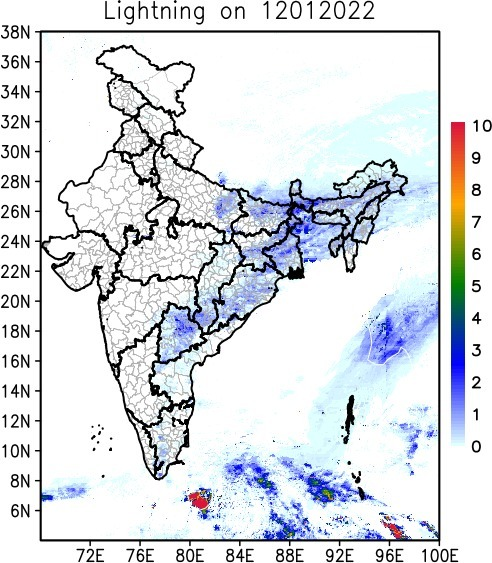 Lightning on 12012022
38N
36N
34N
32N
30N
28N
26N
24N
22N
20N
18N
16N
14N
12N
10N
8N
6N
10
9
8
7
6
5
4
3
2
1
0
72E 76E 80E 84E 88E 92E 96E 100E